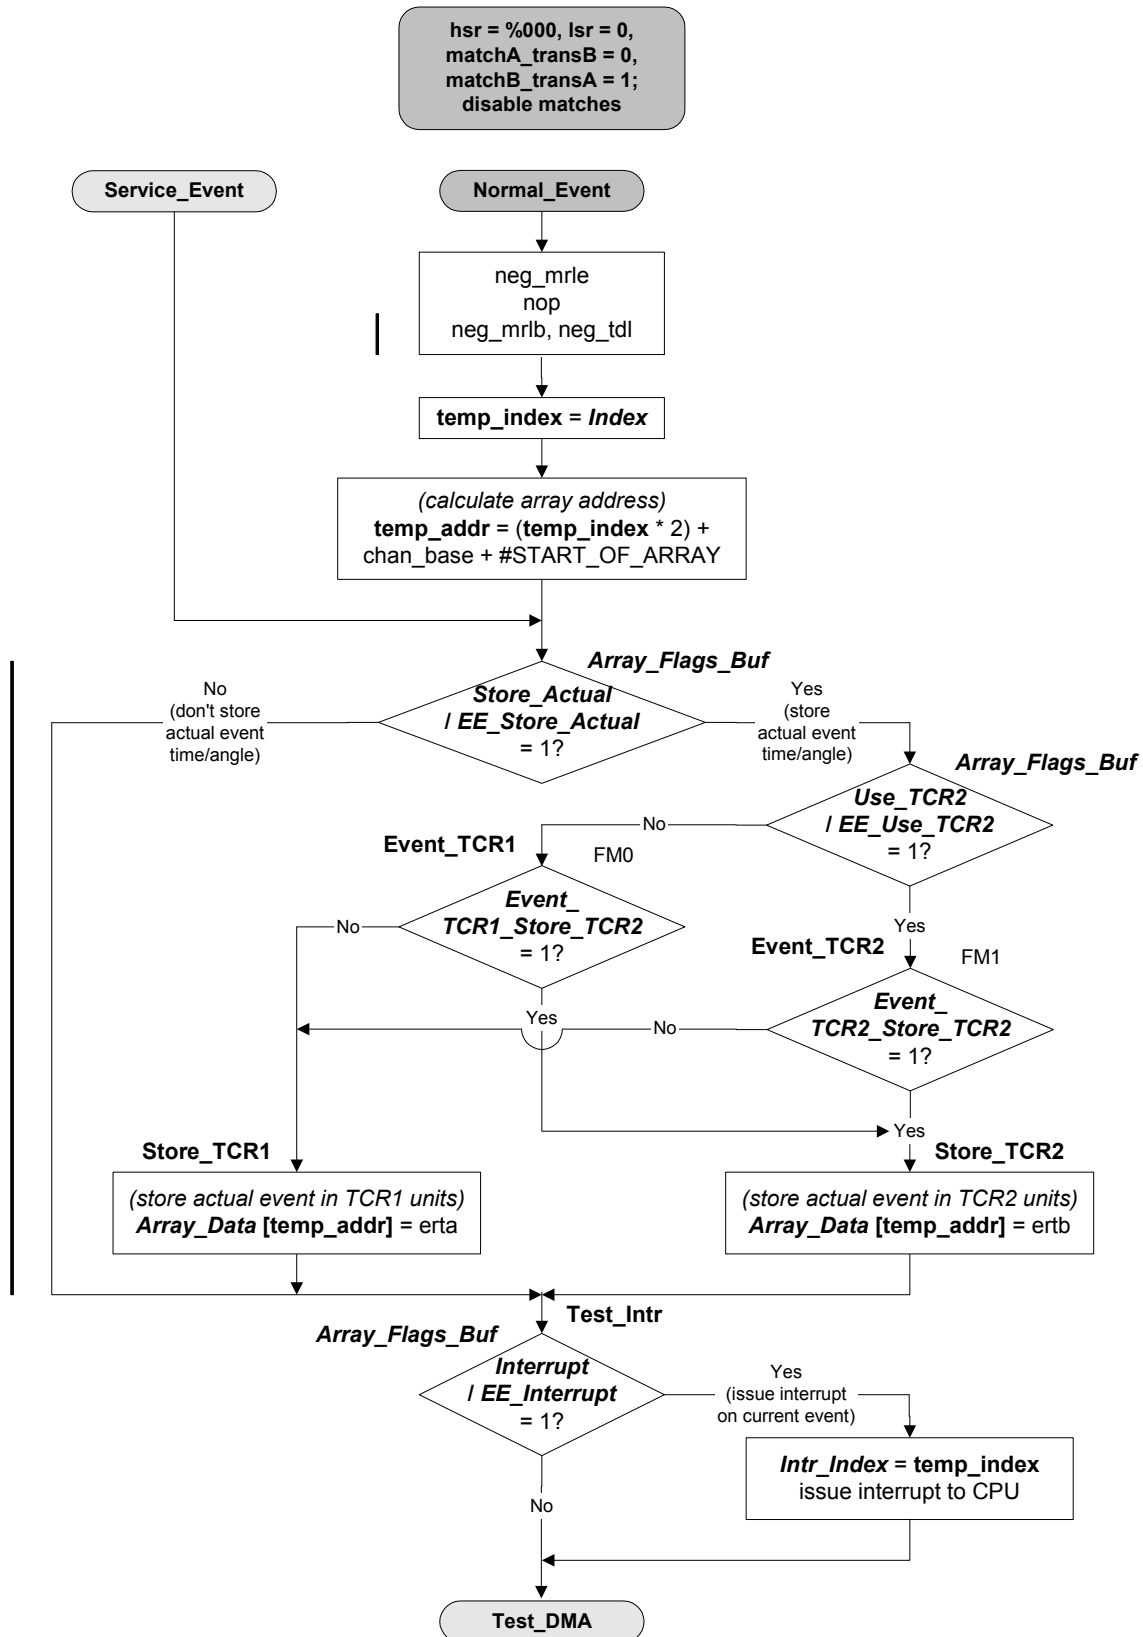 hsr = %000, lsr = 0,
matchA_transB = 0,
matchB_transA = 1;
disable matches
Service_Event
Normal_Event
neg_mrle
nop
neg_mrlb, neg_tdl
temp_index = Index
(calculate array address)
temp_addr = (temp_index * 2) +
chan_base + #START_OF_ARRAY
Array_Flags_Buf
Store_Actual
/ EE_Store_Actual
= 1?
No
(don't store
actual event
time/angle)
Yes
(store
actual event
time/angle)
Array_Flags_Buf
Use_TCR2
/ EE_Use_TCR2
= 1?
No
Event_TCR1
FM0
Event_
TCR1_Store_TCR2
= 1?
No
Yes
Yes
Event_TCR2
FM1
Event_
TCR2_Store_TCR2
= 1?
No
Yes
Store_TCR1
(store actual event in TCR1 units)
Array_Data [temp_addr] = erta
Store_TCR2
(store actual event in TCR2 units)
Array_Data [temp_addr] = ertb
Test_Intr
Array_Flags_Buf
Interrupt
/ EE_Interrupt
= 1?
Yes
(issue interrupt
on current event)
Intr_Index = temp_index
issue interrupt to CPU
No
Test_DMA